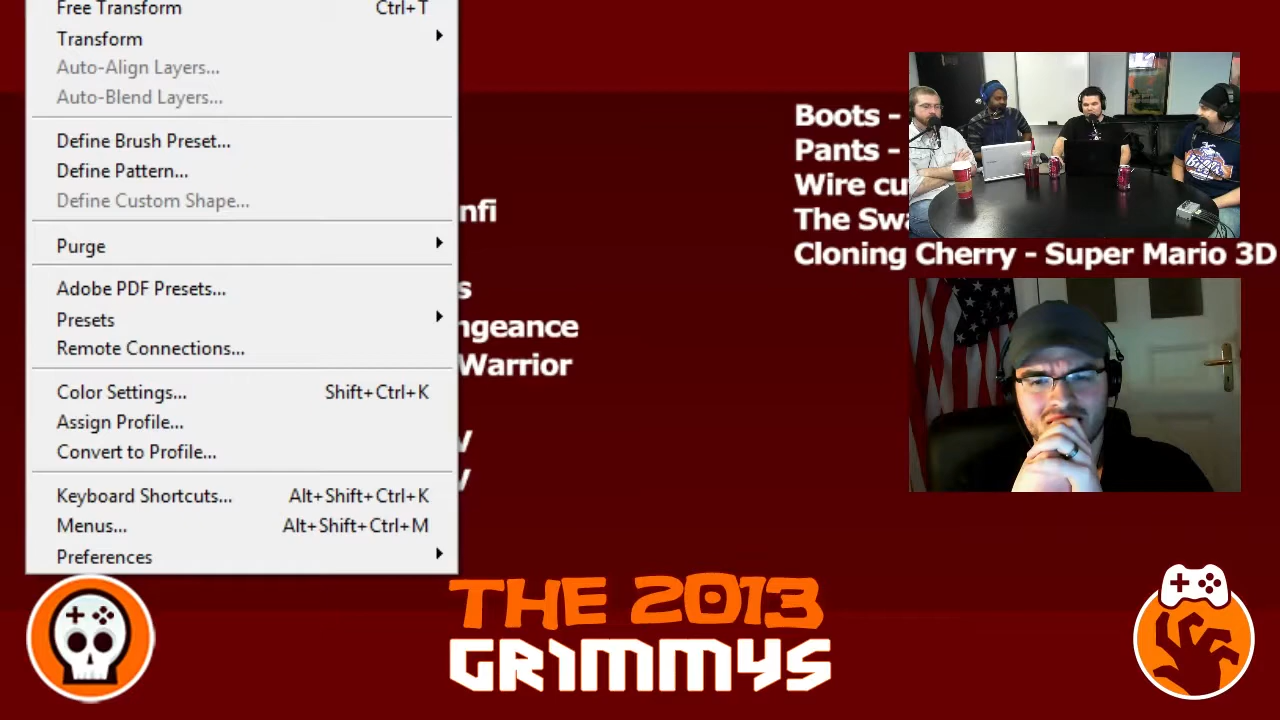 Free Transform Ctrl+T
Transform
Auto-Align Layers...
Auto-Blend Layers...
Define Brush Preset...
Define Pattern...
Define Custom Shape...
Purge
Adobe PDF Presets...
Presets
Remote Connections...
Color Settings... Shift+Ctrl+K
Assign Profile...
Convert to Profile...
Keyboard Shortcuts... Alt+Shift+Ctrl+K
Menus... Alt+Shift+Ctrl+M
Preferences
nfi
s
ngeance
Warrior
Boots -
Pants -
Wire cu
The Swa
Cloning Cherry - Super Mario 3D
THE 2013
GR1MMYS